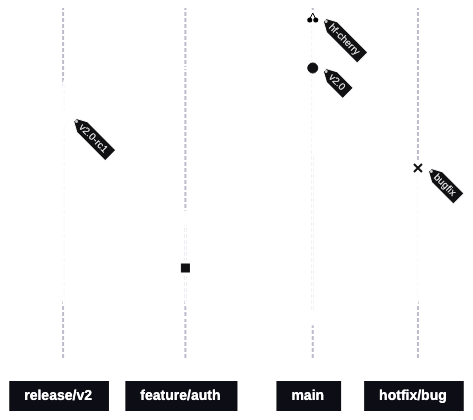 hf-cherry
v2.0
v2.0-rc1
bugfix
release/v2
feature/auth
main
hotfix/bug